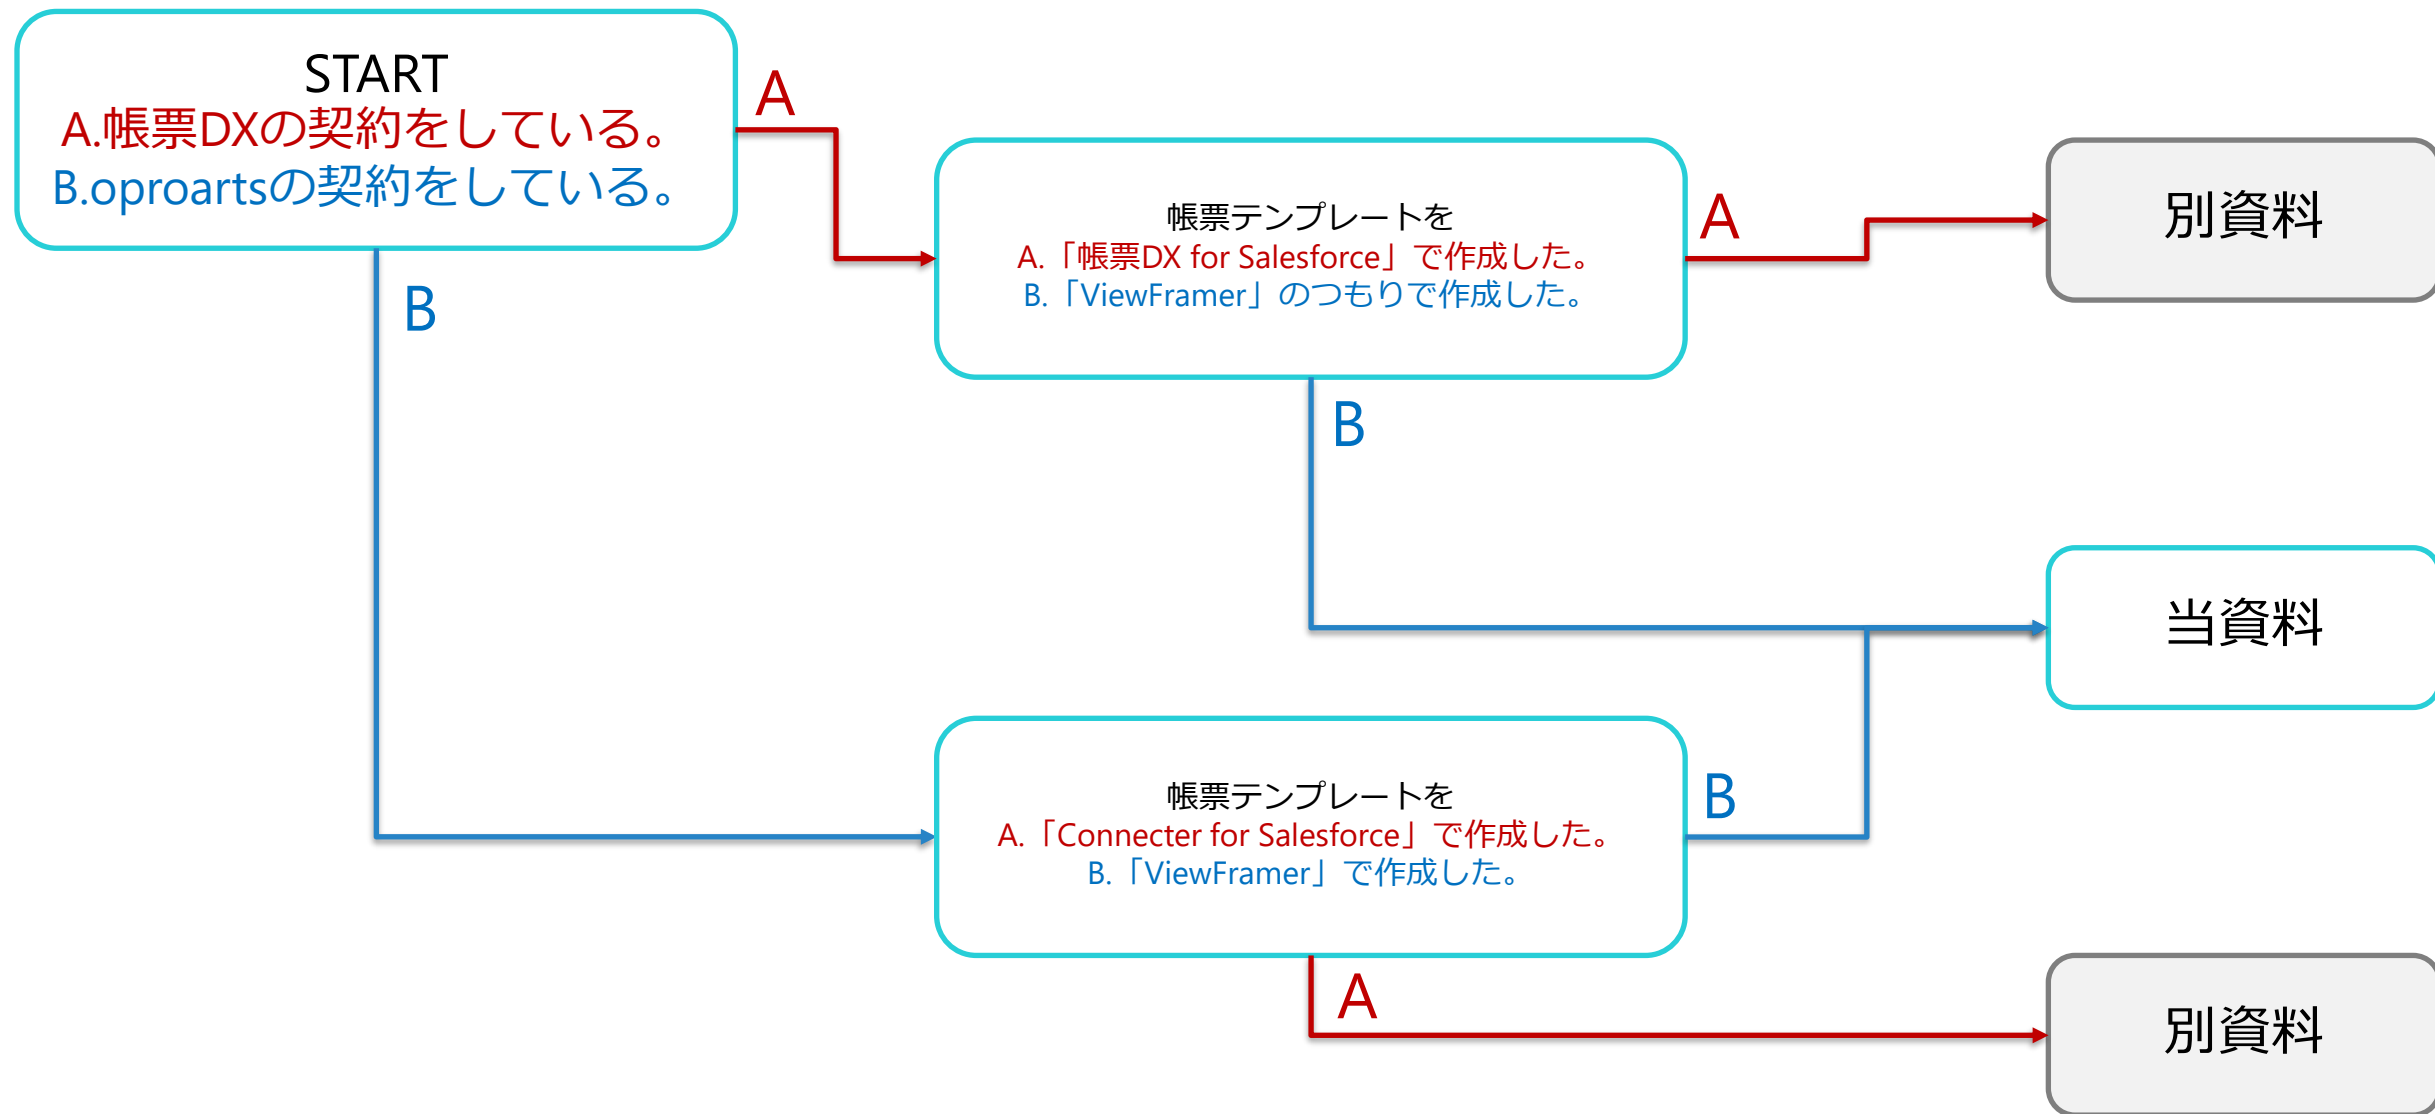 START
A.帳票DXの契約をしている。
B.oproartsの契約をしている。
A
B
帳票テンプレートを
A.「帳票DX for Salesforce」で作成した。
B.「ViewFramer」のつもりで作成した。
A
B
別資料
当資料
帳票テンプレートを
A.「Connecter for Salesforce」で作成した。
B.「ViewFramer」で作成した。
B
A
別資料